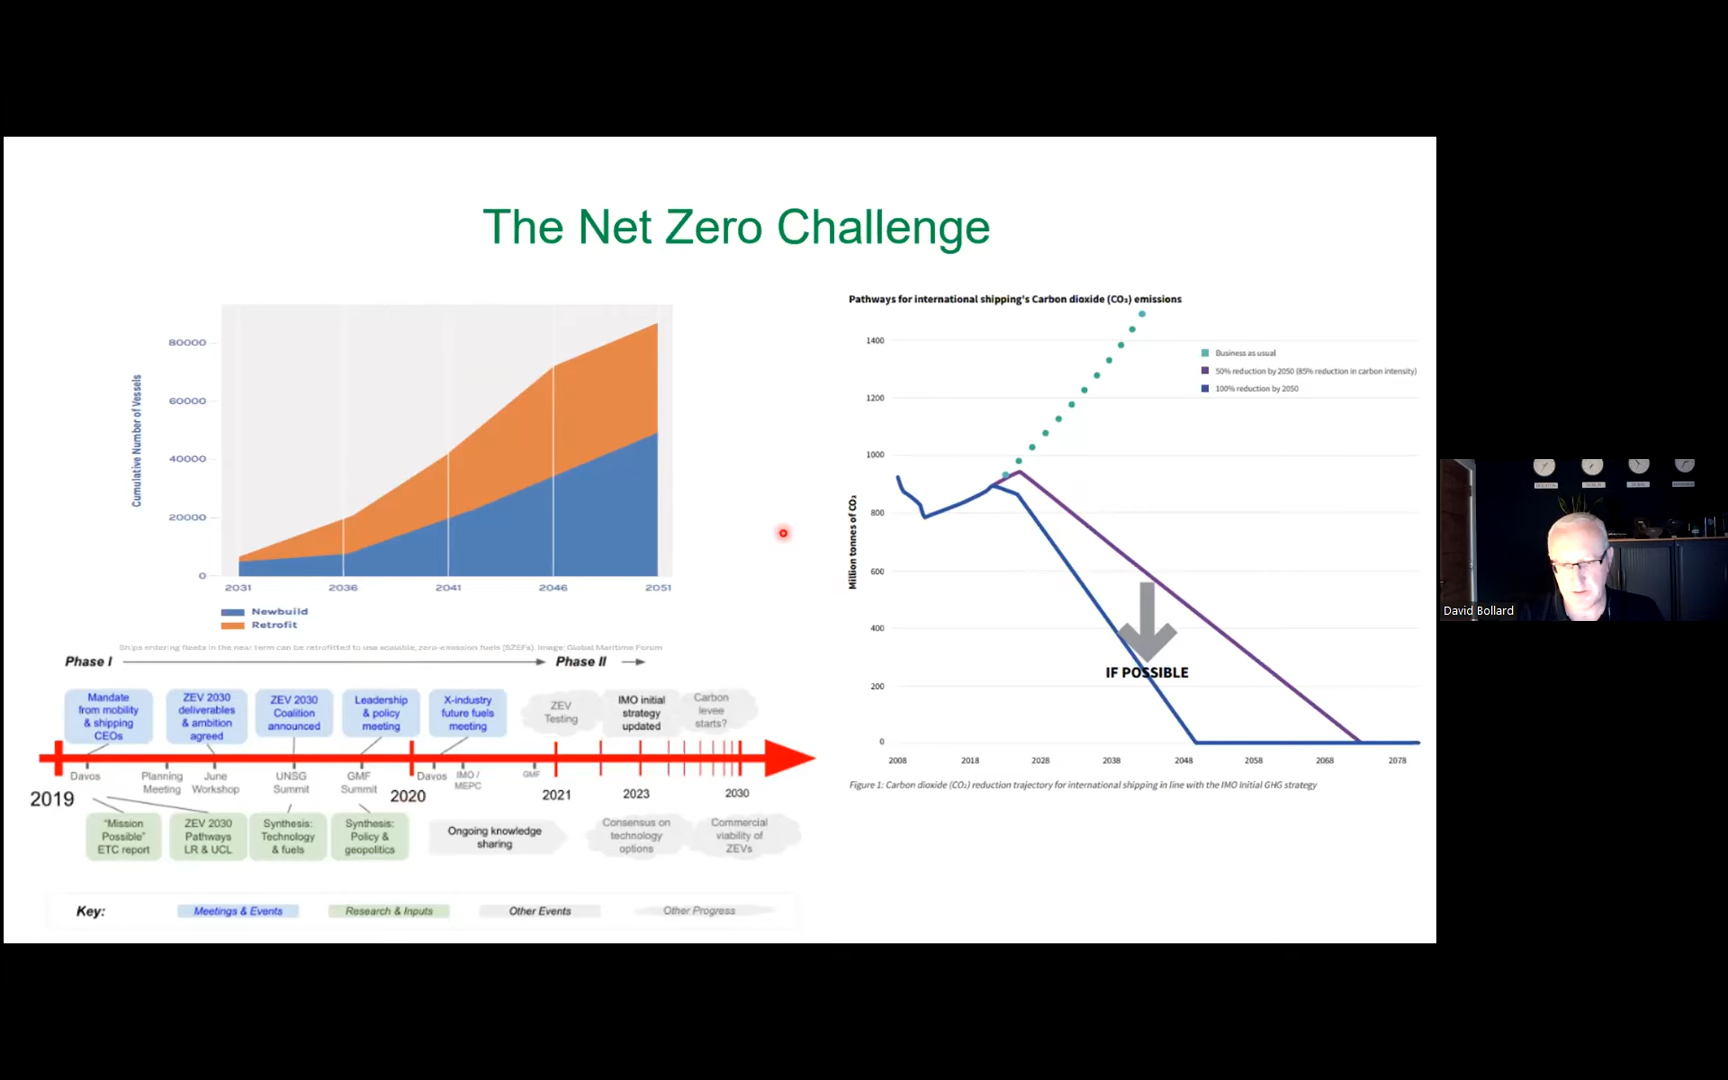 The Net Zero Challenge
Cumulative Number of Vessels
80000
60000
40000
20000
0
2031
2036
2041
2046
2051
Newbuild
Retrofit
Ships entering fleets in the near term can be retrofitted to use scalable, zero-emission fuels (SZEFs). Image: Global Maritime Forum
Pathways for international shipping's Carbon dioxide (CO₂) emissions
Million tonnes of CO₂
1400
1200
1000
800
600
400
200
0
2008
2018
2028
2038
2048
2058
2068
2078
Business as usual
50% reduction by 2050 (85% reduction in carbon intensity)
100% reduction by 2050
IF POSSIBLE
Figure 1: Carbon dioxide (CO₂) reduction trajectory for international shipping in line with the IMO Initial GHG strategy
Phase I
Phase II
Mandate
from mobility
& shipping
CEOs
ZEV 2030
deliverables
& ambition
agreed
ZEV 2030
Coalition
announced
Leadership
& policy
meeting
X-industry
future fuels
meeting
ZEV
Testing
IMO initial
strategy
updated
Carbon
levee
starts?
Davos
Planning
Meeting
June
Workshop
UNSG
Summit
GMF
Summit
Davos
IMO /
MEPC
GMF
2019
2020
2021
2023
2030
"Mission
Possible"
ETC report
ZEV 2030
Pathways
LR & UCL
Synthesis:
Technology
& fuels
Synthesis:
Policy &
geopolitics
Ongoing knowledge
sharing
Consensus on
technology
options
Commercial
viability of
ZEVs
Key:
Meetings & Events
Research & Inputs
Other Events
Other Progress
David Bollard